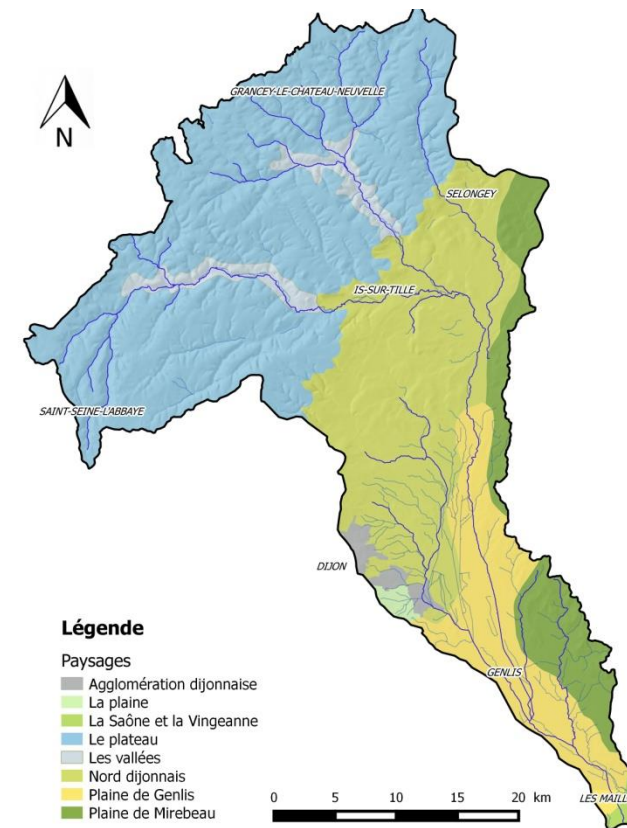 GRANCEY-LE-CHATEAU-NEUVELLE
N
SELONGEY
IS-SUR-TILLE
SAINT-SEINE-L'ABBAYE
DIJON
GENLIS
LES MAILL
Légende
Paysages
Agglomération dijonnaise
La plaine
La Saône et la Vingeanne
Le plateau
Les vallées
Nord dijonnais
Plaine de Genlis
Plaine de Mirebeau
0 5 10 15 20 km